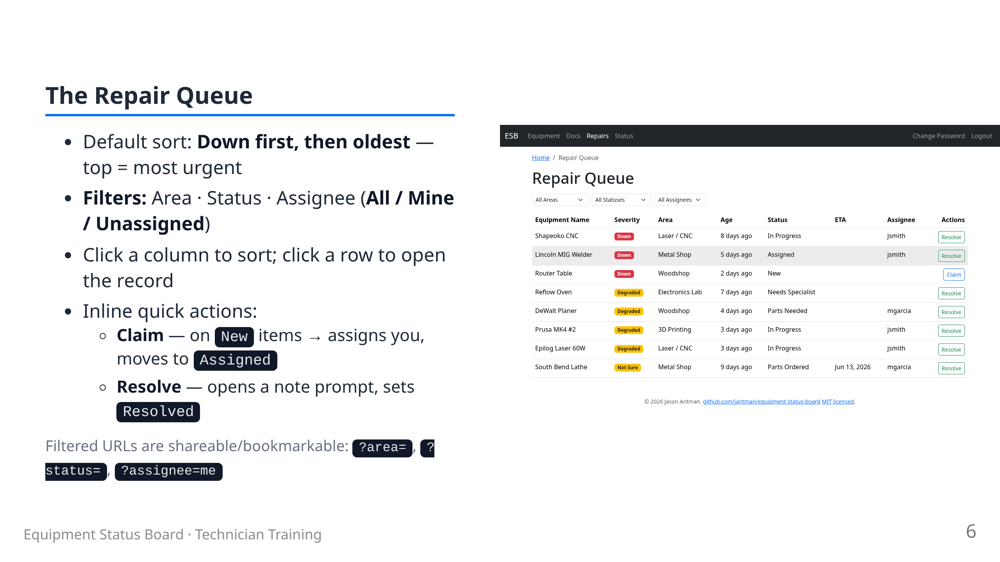 The Repair Queue
Default sort: Down first, then oldest —
top = most urgent
Filters: Area · Status · Assignee (All / Mine
/ Unassigned)
Click a column to sort; click a row to open
the record
Inline quick actions:
Claim — on New items → assigns you,
moves to Assigned
Resolve — opens a note prompt, sets
Resolved
Filtered URLs are shareable/bookmarkable: ?area= , ?
status= , ?assignee=me
ESB Equipment Docs Repairs Status Change Password Logout
Home / Repair Queue
Repair Queue
All Areas All Statuses All Assignees
Equipment Name Severity Area Age Status ETA Assignee Actions
Shapeoko CNC Down Laser / CNC 8 days ago In Progress jsmith Resolve
Lincoln MIG Welder Down Metal Shop 5 days ago Assigned jsmith Resolve
Router Table Down Woodshop 2 days ago New Claim
Reflow Oven Degraded Electronics Lab 7 days ago Needs Specialist Resolve
DeWalt Planer Degraded Woodshop 4 days ago Parts Needed mgarcia Resolve
Prusa MK4 #2 Degraded 3D Printing 3 days ago In Progress jsmith Resolve
Epilog Laser 60W Degraded Laser / CNC 3 days ago In Progress jsmith Resolve
South Bend Lathe Not Sure Metal Shop 9 days ago Parts Ordered Jun 13, 2026 mgarcia Resolve
© 2026 Jason Antman. github.com/jantman/equipment-status-board MIT licensed.
Equipment Status Board · Technician Training
6